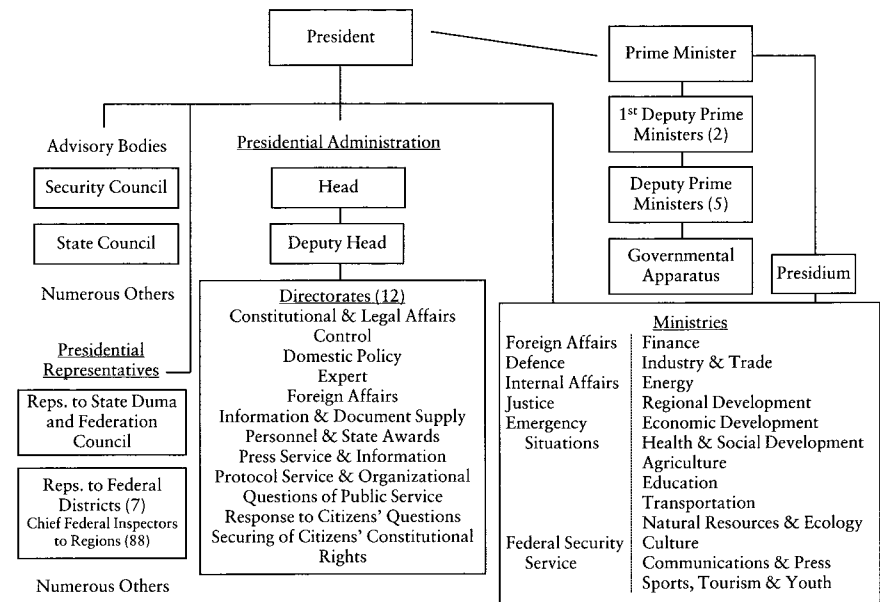 President
Prime Minister
1st Deputy Prime
Ministers (2)
Deputy Prime
Ministers (5)
Governmental
Apparatus
Presidium
Advisory Bodies
Security Council
State Council
Numerous Others
Presidential
Representatives
Reps. to State Duma
and Federation
Council
Reps. to Federal
Districts (7)
Chief Federal Inspectors
to Regions (88)
Numerous Others
Presidential Administration
Head
Deputy Head
Directorates (12)
Constitutional & Legal Affairs
Control
Domestic Policy
Expert
Foreign Affairs
Information & Document Supply
Personnel & State Awards
Press Service & Information
Protocol Service & Organizational
Questions of Public Service
Response to Citizens' Questions
Securing of Citizens' Constitutional
Rights
Ministries
Foreign Affairs
Defence
Internal Affairs
Justice
Emergency
Situations
Federal Security
Service
Finance
Industry & Trade
Energy
Regional Development
Economic Development
Health & Social Development
Agriculture
Education
Transportation
Natural Resources & Ecology
Culture
Communications & Press
Sports, Tourism & Youth